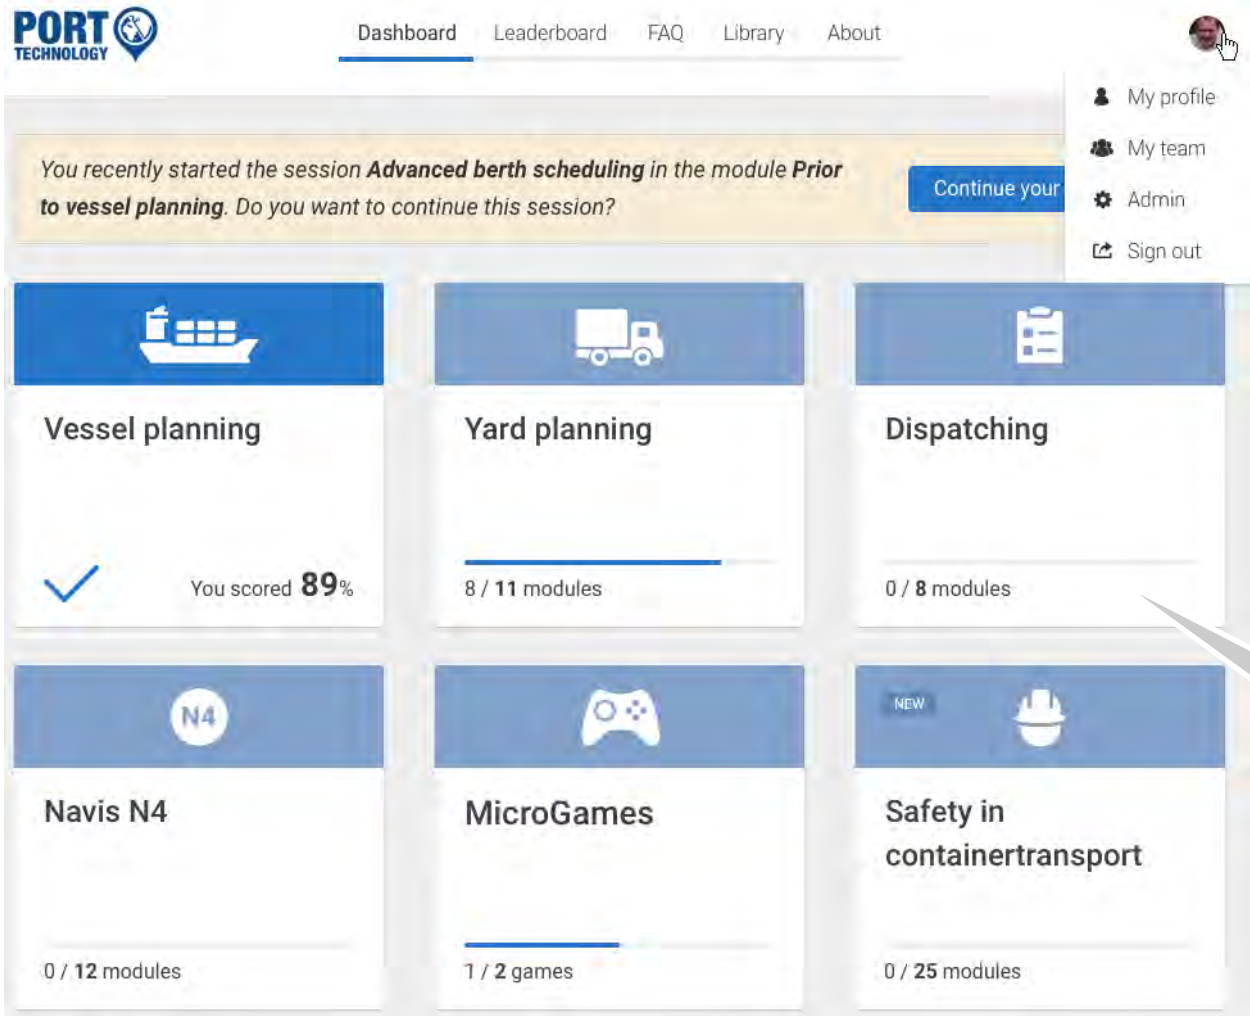 PORT
TECHNOLOGY
Dashboard Leaderboard FAQ Library About
My profile
My team
Admin
Sign out
You recently started the session Advanced berth scheduling in the module Prior
to vessel planning. Do you want to continue this session?
Continue your
Vessel planning
You scored 89%
Yard planning
8 / 11 modules
Dispatching
0 / 8 modules
N4
Navis N4
0 / 12 modules
MicroGames
1 / 2 games
NEW
Safety in
containertransport
0 / 25 modules